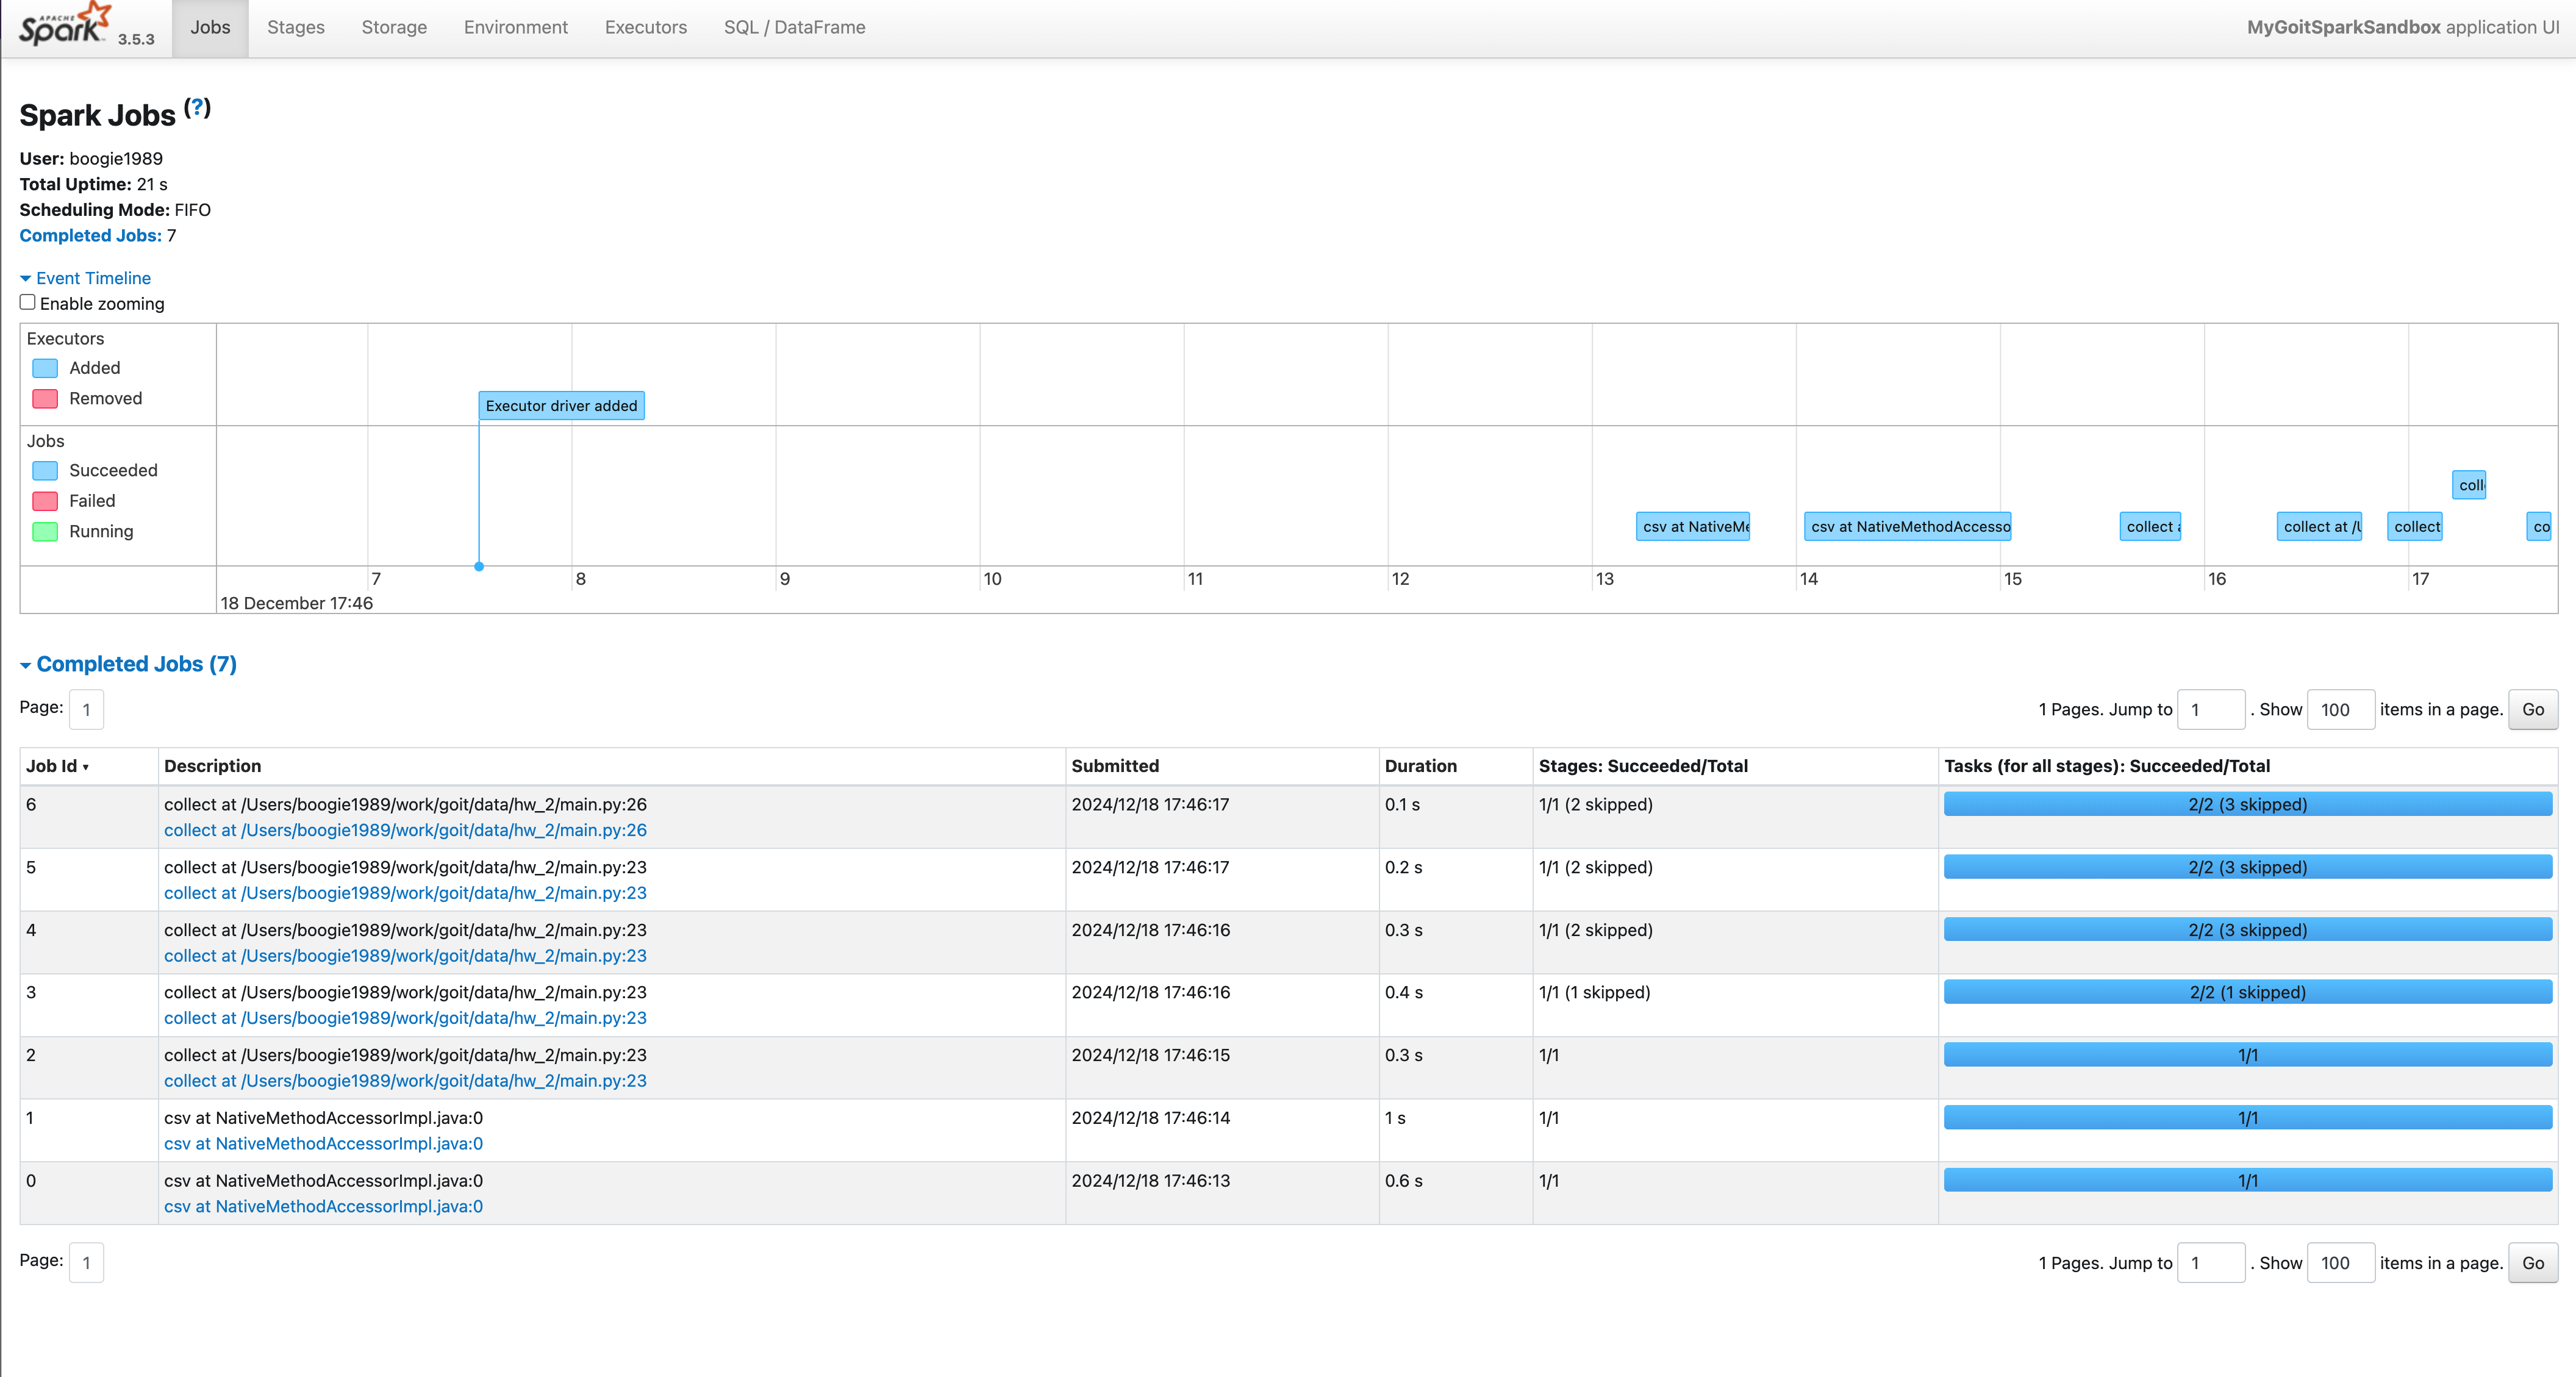 APACHE Spark 3.5.3 Jobs Stages Storage Environment Executors SQL / DataFrame MyGoitSparkSandbox application UI
Spark Jobs (?)
User: boogie1989
Total Uptime: 21 s
Scheduling Mode: FIFO
Completed Jobs: 7
Event Timeline
Enable zooming
Executors
Added
Removed
Executor driver added
Jobs
Succeeded
Failed
Running
coll
csv at NativeMe csv at NativeMethodAccesso collect a collect at /U collect co
7 8 9 10 11 12 13 14 15 16 17
18 December 17:46
Completed Jobs (7)
Page: 1 1 Pages. Jump to 1 . Show 100 items in a page. Go
Job Id ▾ Description Submitted Duration Stages: Succeeded/Total Tasks (for all stages): Succeeded/Total
6 collect at /Users/boogie1989/work/goit/data/hw_2/main.py:26 2024/12/18 17:46:17 0.1 s 1/1 (2 skipped) 2/2 (3 skipped)
collect at /Users/boogie1989/work/goit/data/hw_2/main.py:26
5 collect at /Users/boogie1989/work/goit/data/hw_2/main.py:23 2024/12/18 17:46:17 0.2 s 1/1 (2 skipped) 2/2 (3 skipped)
collect at /Users/boogie1989/work/goit/data/hw_2/main.py:23
4 collect at /Users/boogie1989/work/goit/data/hw_2/main.py:23 2024/12/18 17:46:16 0.3 s 1/1 (2 skipped) 2/2 (3 skipped)
collect at /Users/boogie1989/work/goit/data/hw_2/main.py:23
3 collect at /Users/boogie1989/work/goit/data/hw_2/main.py:23 2024/12/18 17:46:16 0.4 s 1/1 (1 skipped) 2/2 (1 skipped)
collect at /Users/boogie1989/work/goit/data/hw_2/main.py:23
2 collect at /Users/boogie1989/work/goit/data/hw_2/main.py:23 2024/12/18 17:46:15 0.3 s 1/1 1/1
collect at /Users/boogie1989/work/goit/data/hw_2/main.py:23
1 csv at NativeMethodAccessorImpl.java:0 2024/12/18 17:46:14 1 s 1/1 1/1
csv at NativeMethodAccessorImpl.java:0
0 csv at NativeMethodAccessorImpl.java:0 2024/12/18 17:46:13 0.6 s 1/1 1/1
csv at NativeMethodAccessorImpl.java:0
Page: 1 1 Pages. Jump to 1 . Show 100 items in a page. Go